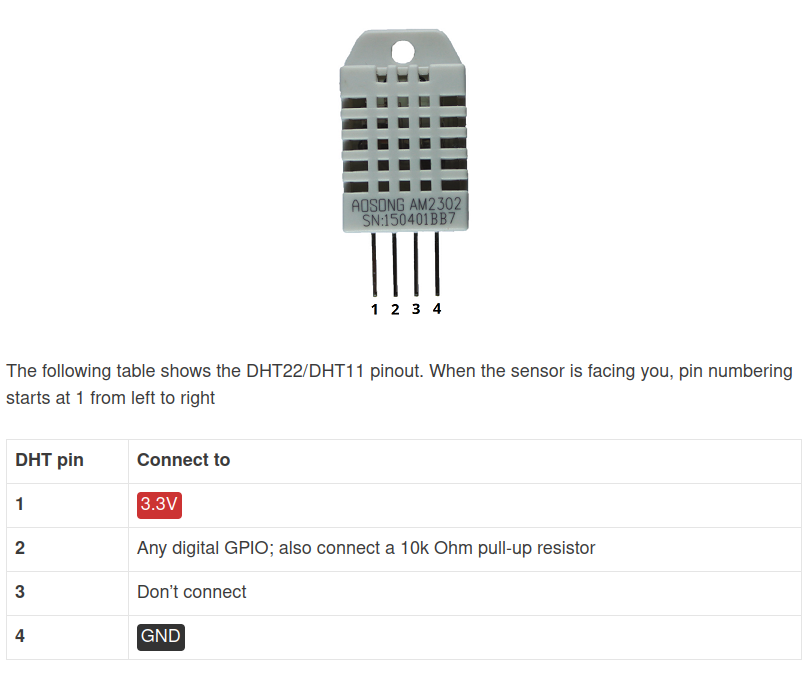 AOSONG AM2302
SN:150401BB7
1 2 3 4
The following table shows the DHT22/DHT11 pinout. When the sensor is facing you, pin numbering
starts at 1 from left to right
DHT pin Connect to
1 3.3V
2 Any digital GPIO; also connect a 10k Ohm pull-up resistor
3 Don’t connect
4 GND